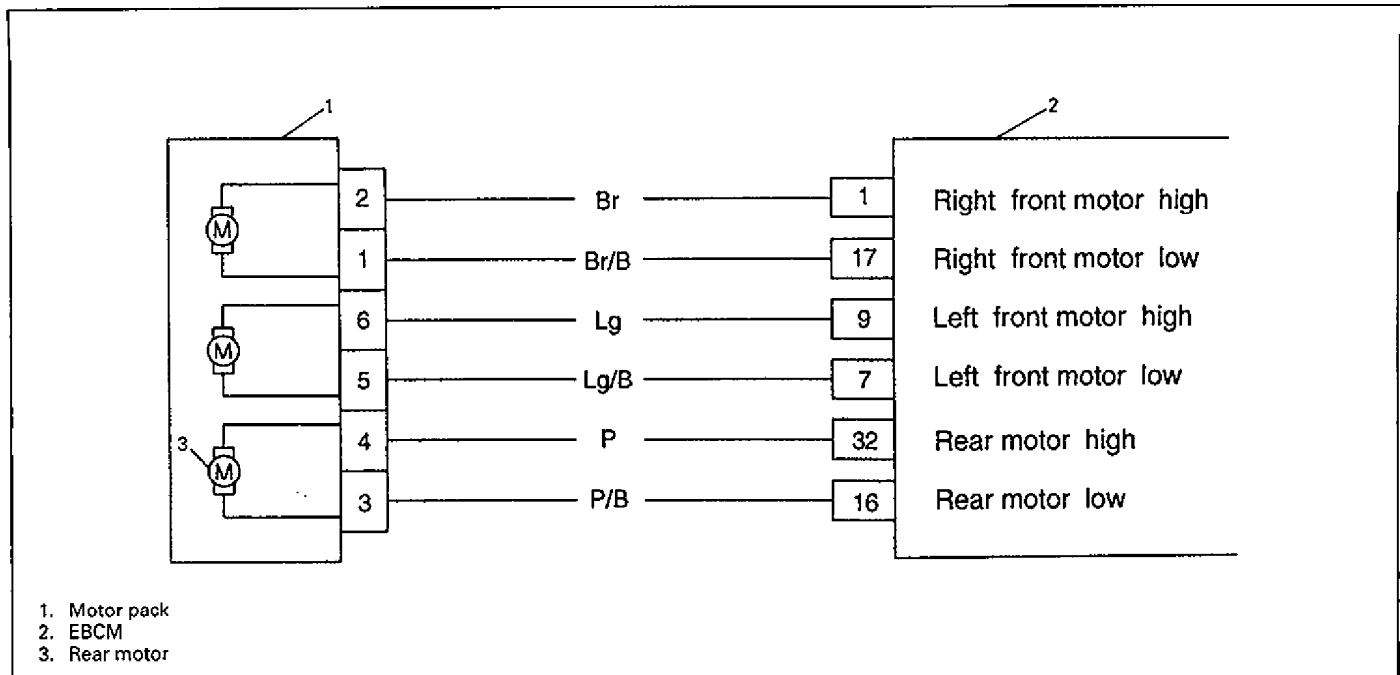 1
2
2 Br 1 Right front motor high
M
1 Br/B 17 Right front motor low
6 Lg 9 Left front motor high
M
5 Lg/B 7 Left front motor low
4 P 32 Rear motor high
3 M
3 P/B 16 Rear motor low
1. Motor pack
2. EBCM
3. Rear motor